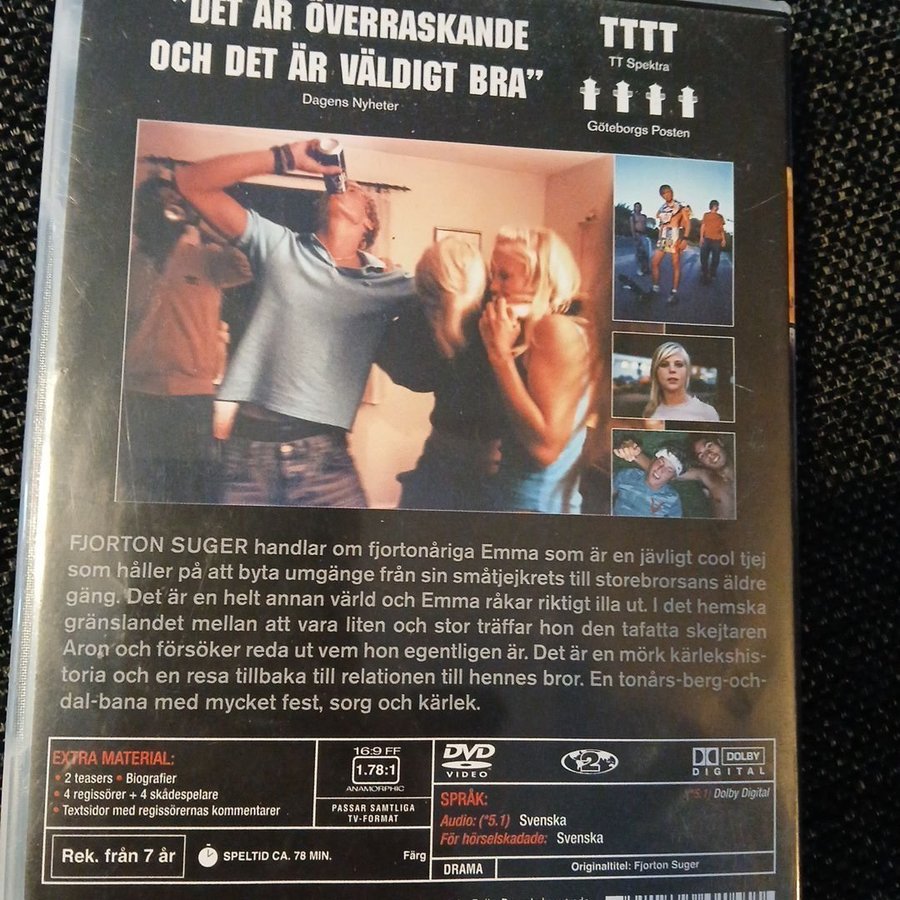 "DET ÄR ÖVERRASKANDE
OCH DET ÄR VÄLDIGT BRA"
Dagens Nyheter
TTTT
TT Spektra
Göteborgs Posten
FJORTON SUGER handlar om fjortonåriga Emma som är en jävligt cool tjej
som håller på att byta umgänge från sin småtjejkrets till storebrorsans äldre
gäng. Det är en helt annan värld och Emma råkar riktigt illa ut. I det hemska
gränslandet mellan att vara liten och stor träffar hon den tafatta skejtaren
Aron och försöker reda ut vem hon egentligen är. Det är en mörk kärlekshis-
toria och en resa tillbaka till relationen till hennes bror. En tonårs-berg-och-
dal-bana med mycket fest, sorg och kärlek.
EXTRA MATERIAL:
• 2 teasers • Biografier
• 4 regissörer + 4 skådespelare
• Textsidor med regissörernas kommentarer
16:9 FF
1.78:1
ANAMORPHIC
PASSAR SAMTLIGA
TV-FORMAT
DVD
VIDEO
2
DOLBY
DIGITAL
(*5.1) Dolby Digital
SPRÅK:
Audio: (*5.1) Svenska
För hörselskadade: Svenska
Rek. från 7 år
SPELTID CA. 78 MIN.
Färg
DRAMA
Originaltitel: Fjorton Suger